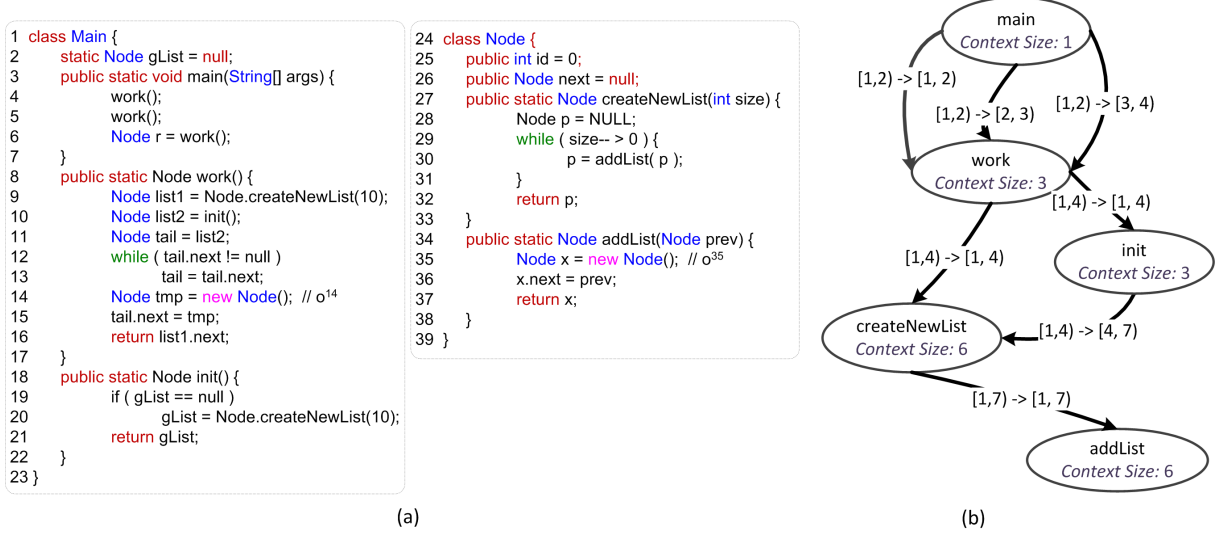 1 class Main {
2 static Node gList = null;
3 public static void main(String[] args) {
4 work();
5 work();
6 Node r = work();
7 }
8 public static Node work() {
9 Node list1 = Node.createNewList(10);
10 Node list2 = init();
11 Node tail = list2;
12 while ( tail.next != null )
13 tail = tail.next;
14 Node tmp = new Node(); // o14
15 tail.next = tmp;
16 return list1.next;
17 }
18 public static Node init() {
19 if ( gList == null )
20 gList = Node.createNewList(10);
21 return gList;
22 }
23 }
24 class Node {
25 public int id = 0;
26 public Node next = null;
27 public static Node createNewList(int size) {
28 Node p = NULL;
29 while ( size-- > 0 ) {
30 p = addList( p );
31 }
32 return p;
33 }
34 public static Node addList(Node prev) {
35 Node x = new Node(); // o35
36 x.next = prev;
37 return x;
38 }
39 }
(a)
main
Context Size: 1
[1,2) -> [1, 2)
[1,2) -> [2, 3)
[1,2) -> [3, 4)
work
Context Size: 3
[1,4) -> [1, 4)
[1,4) -> [1, 4)
init
Context Size: 3
createNewList
Context Size: 6
[1,4) -> [4, 7)
[1,7) -> [1, 7)
addList
Context Size: 6
(b)